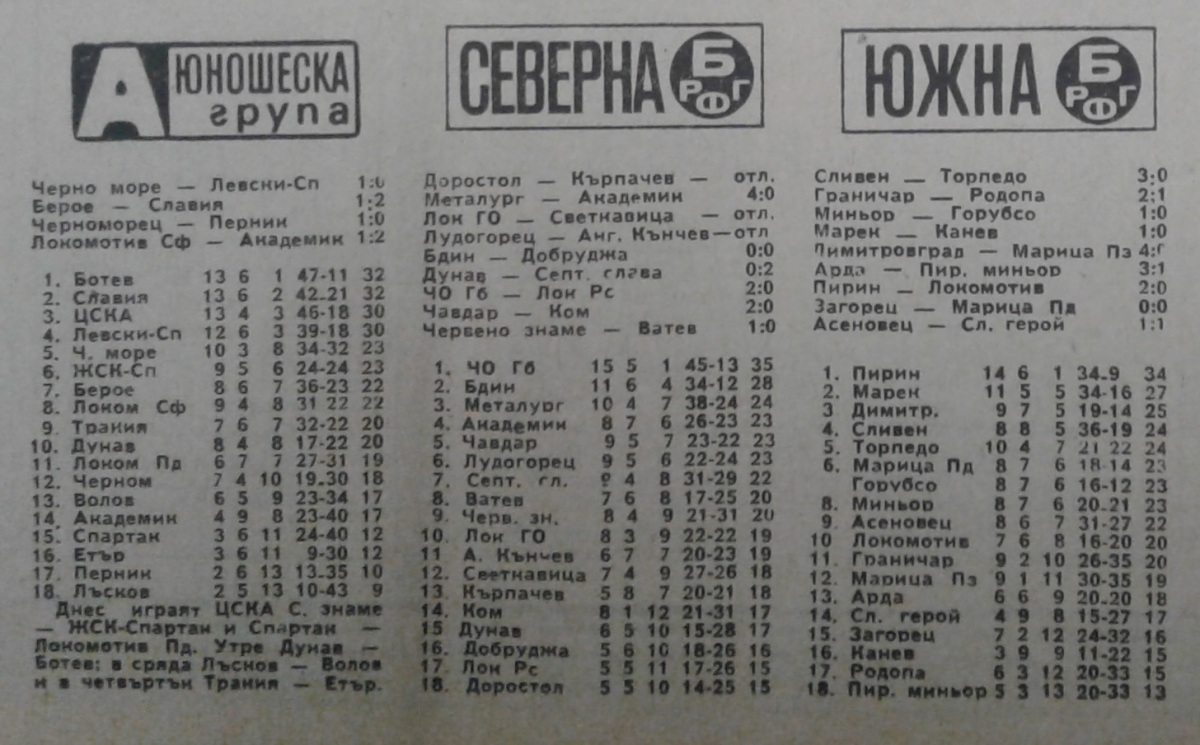 А ЮНОШЕСКА
група
Черно море — Левски-Сп 1:0
Берое — Славия 1:2
Черноморец — Перник 1:0
Локомотив Сф — Академик 1:2
1. Ботев 13 6 1 47-11 32
2. Славия 13 6 2 42-21 32
3. ЦСКА 13 4 3 46-18 30
4. Левски-Сп 12 6 3 39-18 30
5. Ч. море 10 3 8 34-32 23
6. ЖСК-Сп 9 5 6 24-24 23
7. Берое 8 6 7 36-23 22
8. Локом Сф 9 4 8 31 22 22
9. Тракия 7 6 7 32-22 20
10. Дунав 8 4 8 17-22 20
11. Локом Пд 6 7 7 27-31 19
12. Черном 7 4 10 19-30 18
13. Волов 6 5 9 23-34 17
14. Академик 4 9 8 23-40 17
15. Спартак 3 6 11 24-40 12
16. Етър 3 6 11 9-30 12
17. Перник 2 6 13 13-35 10
18. Лъсков 2 5 13 10-43 9
Днес играят ЦСКА С. знаме
— ЖСК-Спартак и Спартак —
Локомотив Пд. Утре Дунав —
Ботев; в сряда Лъсков — Волов
и в четвъртък Тракия — Етър.
СЕВЕРНА Б РФГ
Доростол — Кърпачев — отл.
Металург — Академик 4:0
Лок ГО — Светкавица — отл.
Лудогорец — Анг. Кънчев — отл
Бдин — Добруджа 0:0
Дунав — Септ. слава 0:2
ЧО Гб — Лок Рс 2:0
Чавдар — Ком 2:0
Червено знаме — Ватев 1:0
1. ЧО Гб 15 5 1 45-13 35
2. Бдин 11 6 4 34-12 28
3. Металург 10 4 7 38-24 24
4. Академик 8 7 6 26-23 23
5. Чавдар 9 5 7 23-22 23
6. Лудогорец 9 5 6 22-24 23
7. Септ. сл. 9 4 8 31-29 22
8. Ватев 7 6 8 17-25 20
9. Черв. зн. 8 4 9 21-31 20
10. Лок ГО 8 3 9 22-22 19
11 А. Кънчев 6 7 7 20-23 19
12. Светкавица 7 4 9 27-26 18
13. Кърпачев 5 8 7 20-21 18
14. Ком 8 1 12 21-31 17
15 Дунав 6 5 10 15-28 17
16. Добруджа 5 6 10 18-26 16
17. Лок Рс 5 5 11 17-26 15
18. Доростол 5 5 10 14-25 15
ЮЖНА Б РФГ
Сливен — Торпедо 3:0
Граничар — Родопа 2:1
Миньор — Горубсо 1:0
Марек — Канев 1:0
Димитровград — Марица Пз 4:0
Арда — Пир. миньор 3:1
Пирин — Локомотив 2:0
Загорец — Марица Пд 0:0
Асеновец — Сл. герой 1:1
1. Пирин 14 6 1 34-9 34
2. Марек 11 5 5 34-16 27
3 Димитр. 9 7 5 19-14 25
4. Сливен 8 8 5 36-19 24
5. Торпедо 10 4 7 21 22 24
6. Марица Пд 8 7 6 18-14 23
Горубсо 8 7 6 16-12 23
8. Миньор 8 7 6 20-21 23
9. Асеновец 8 6 7 31-27 22
10 Локомотив 7 6 8 16-20 20
11. Граничар 9 2 10 26-35 20
12. Марица Пз 9 1 11 30-35 19
13. Арда 6 6 9 20-20 18
14. Сл. герой 4 9 8 15-27 17
15. Загорец 7 2 12 24-32 16
16. Канев 3 9 9 11-22 15
17. Родопа 6 3 12 20-33 15
18. Пир. миньор 5 3 13 20-33 13